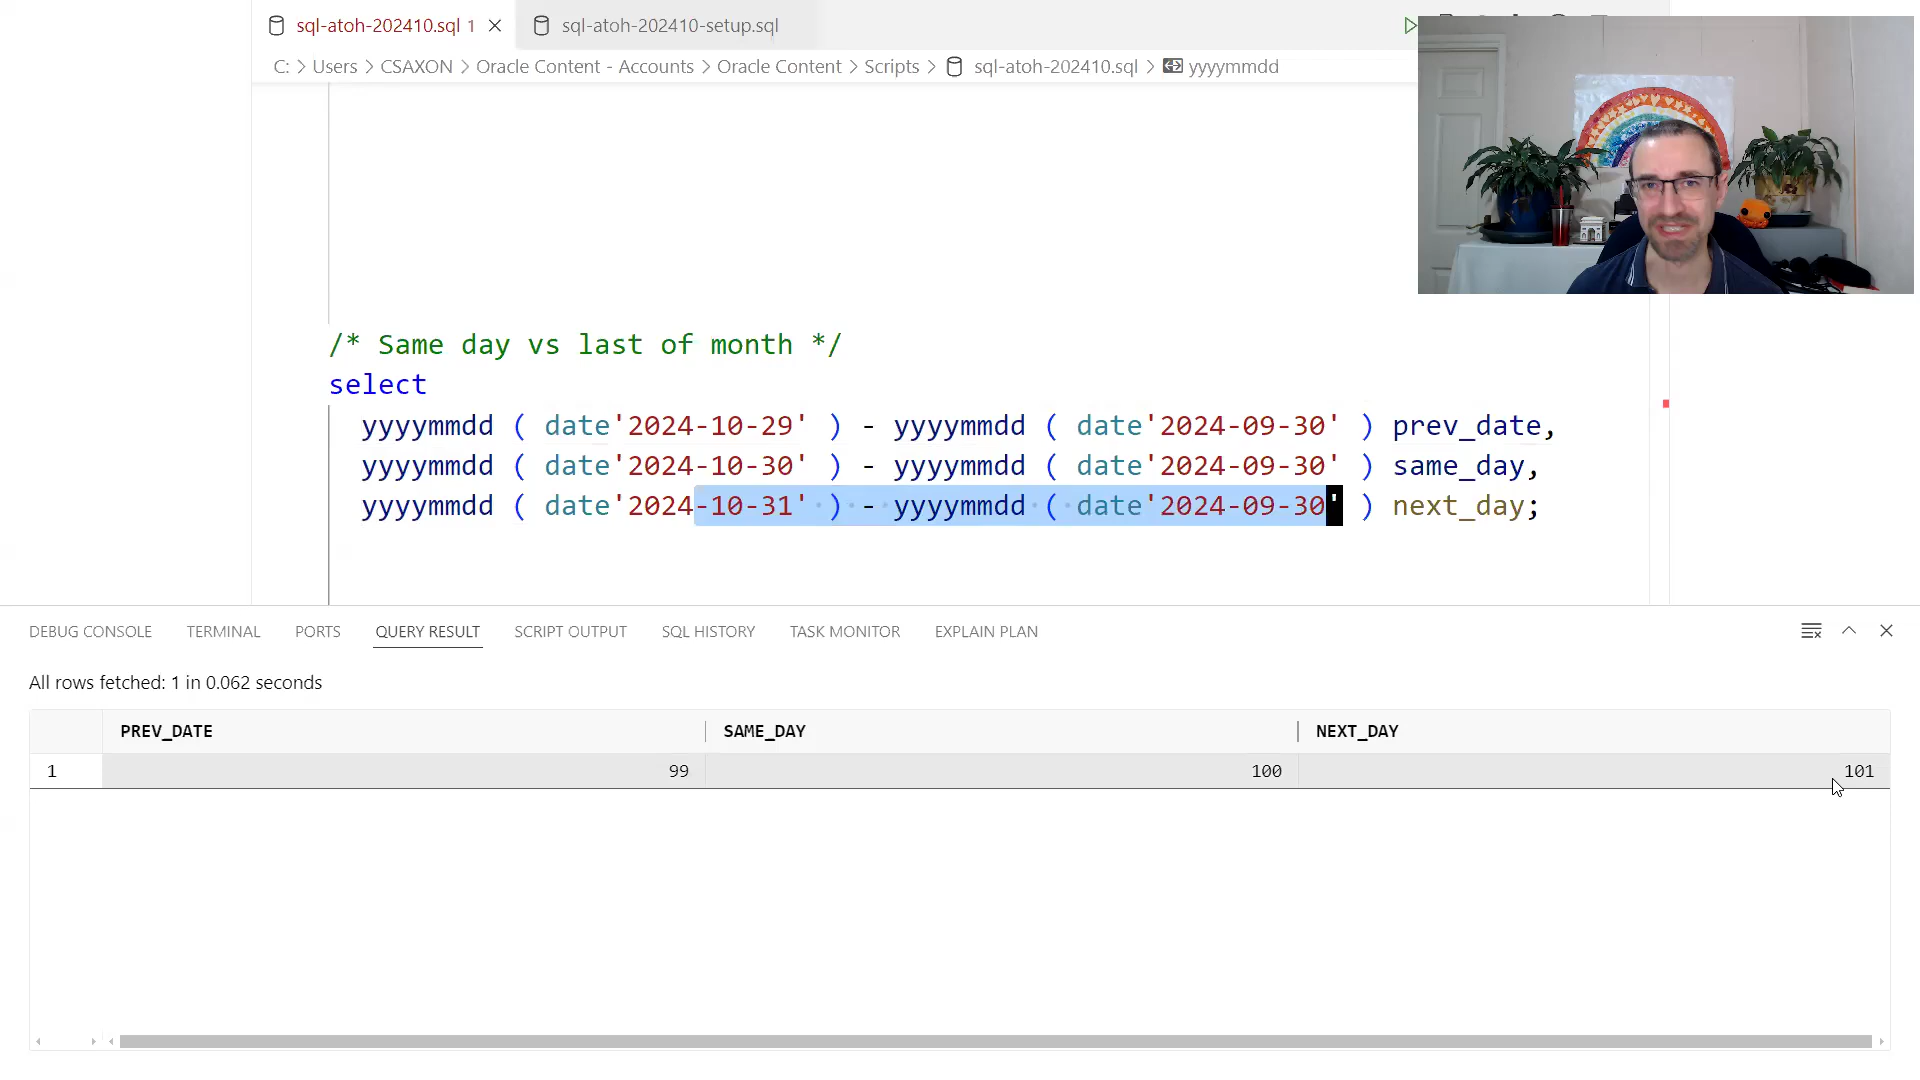 sql-atoh-202410.sql 1
sql-atoh-202410-setup.sql
C: > Users > CSAXON > Oracle Content - Accounts > Oracle Content > Scripts > sql-atoh-202410.sql > yyyymmdd
/* Same day vs last of month */
select
yyyymmdd ( date'2024-10-29' ) - yyyymmdd ( date'2024-09-30' ) prev_date,
yyyymmdd ( date'2024-10-30' ) - yyyymmdd ( date'2024-09-30' ) same_day,
yyyymmdd ( date'2024-10-31' ) - yyyymmdd ( date'2024-09-30' ) next_day;
DEBUG CONSOLE TERMINAL PORTS QUERY RESULT SCRIPT OUTPUT SQL HISTORY TASK MONITOR EXPLAIN PLAN
All rows fetched: 1 in 0.062 seconds
PREV_DATE SAME_DAY NEXT_DAY
1 99 100 101